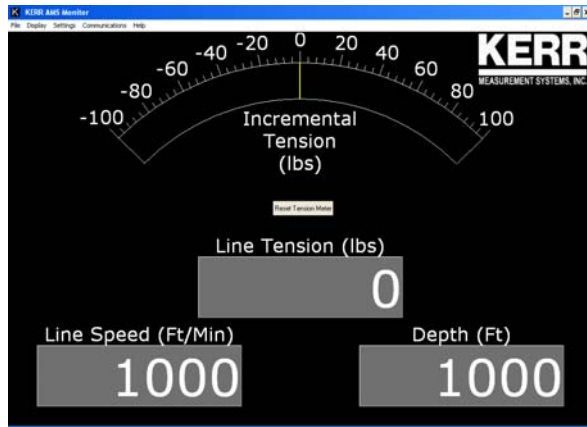 KERR AMS Monitor
File Display Settings Communications Help
-100 -80 -60 -40 -20 0 20 40 60 80 100
KERR
MEASUREMENT SYSTEMS, INC.
Incremental
Tension
(lbs)
Reset Tension Meter
Line Tension (lbs)
0
Line Speed (Ft/Min)
Depth (Ft)
1000
1000